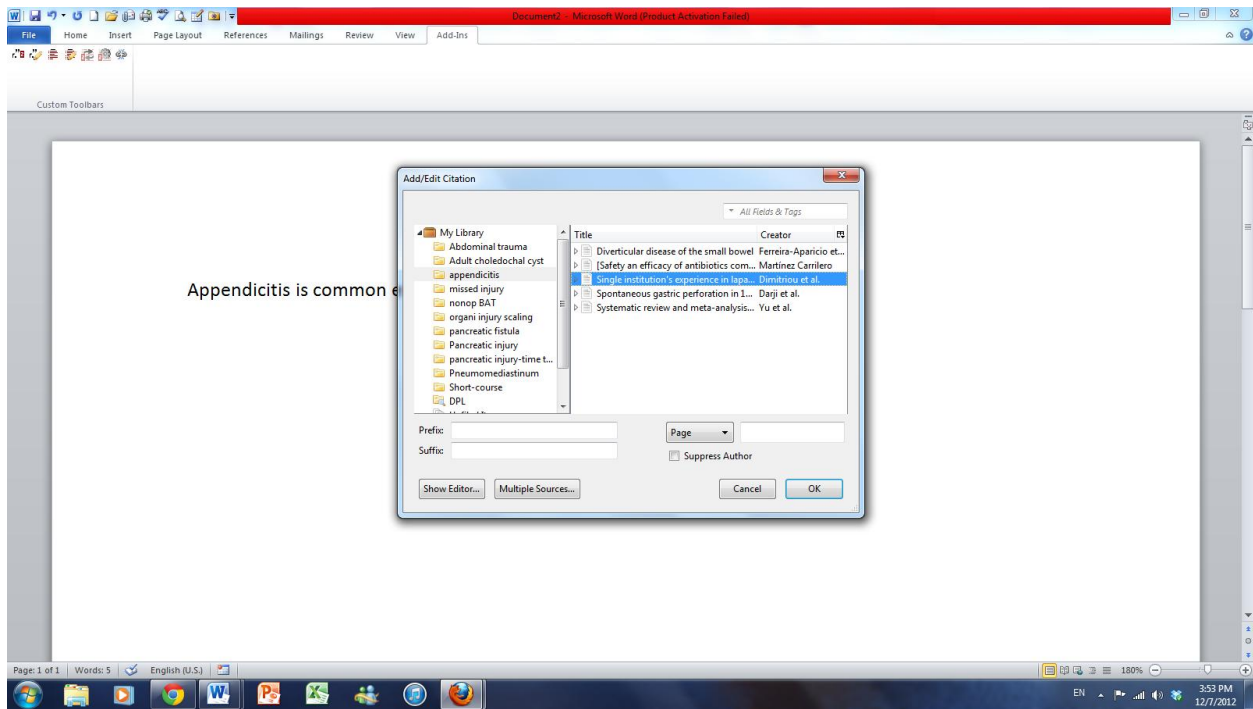 Document2 - Microsoft Word (Product Activation Failed)
File Home Insert Page Layout References Mailings Review View Add-Ins
Custom Toolbars
Appendicitis is common e
Add/Edit Citation
All Fields & Tags
My Library
Abdominal trauma
Adult choledochal cyst
appendicitis
missed injury
nonop BAT
organi injury scaling
pancreatic fistula
Pancreatic injury
pancreatic injury-time t...
Pneumomediastinum
Short-course
DPL
Title Creator
Diverticular disease of the small bowel Ferreira-Aparicio et...
[Safety an efficacy of antibiotics com... Martínez Carrilero
Single institution's experience in lapa... Dimitriou et al.
Spontaneous gastric perforation in 1... Darji et al.
Systematic review and meta-analysis... Yu et al.
Prefix:
Suffix:
Page
Suppress Author
Show Editor... Multiple Sources... Cancel OK
Page: 1 of 1 Words: 5 English (U.S.) 180%
EN 3:53 PM
12/7/2012